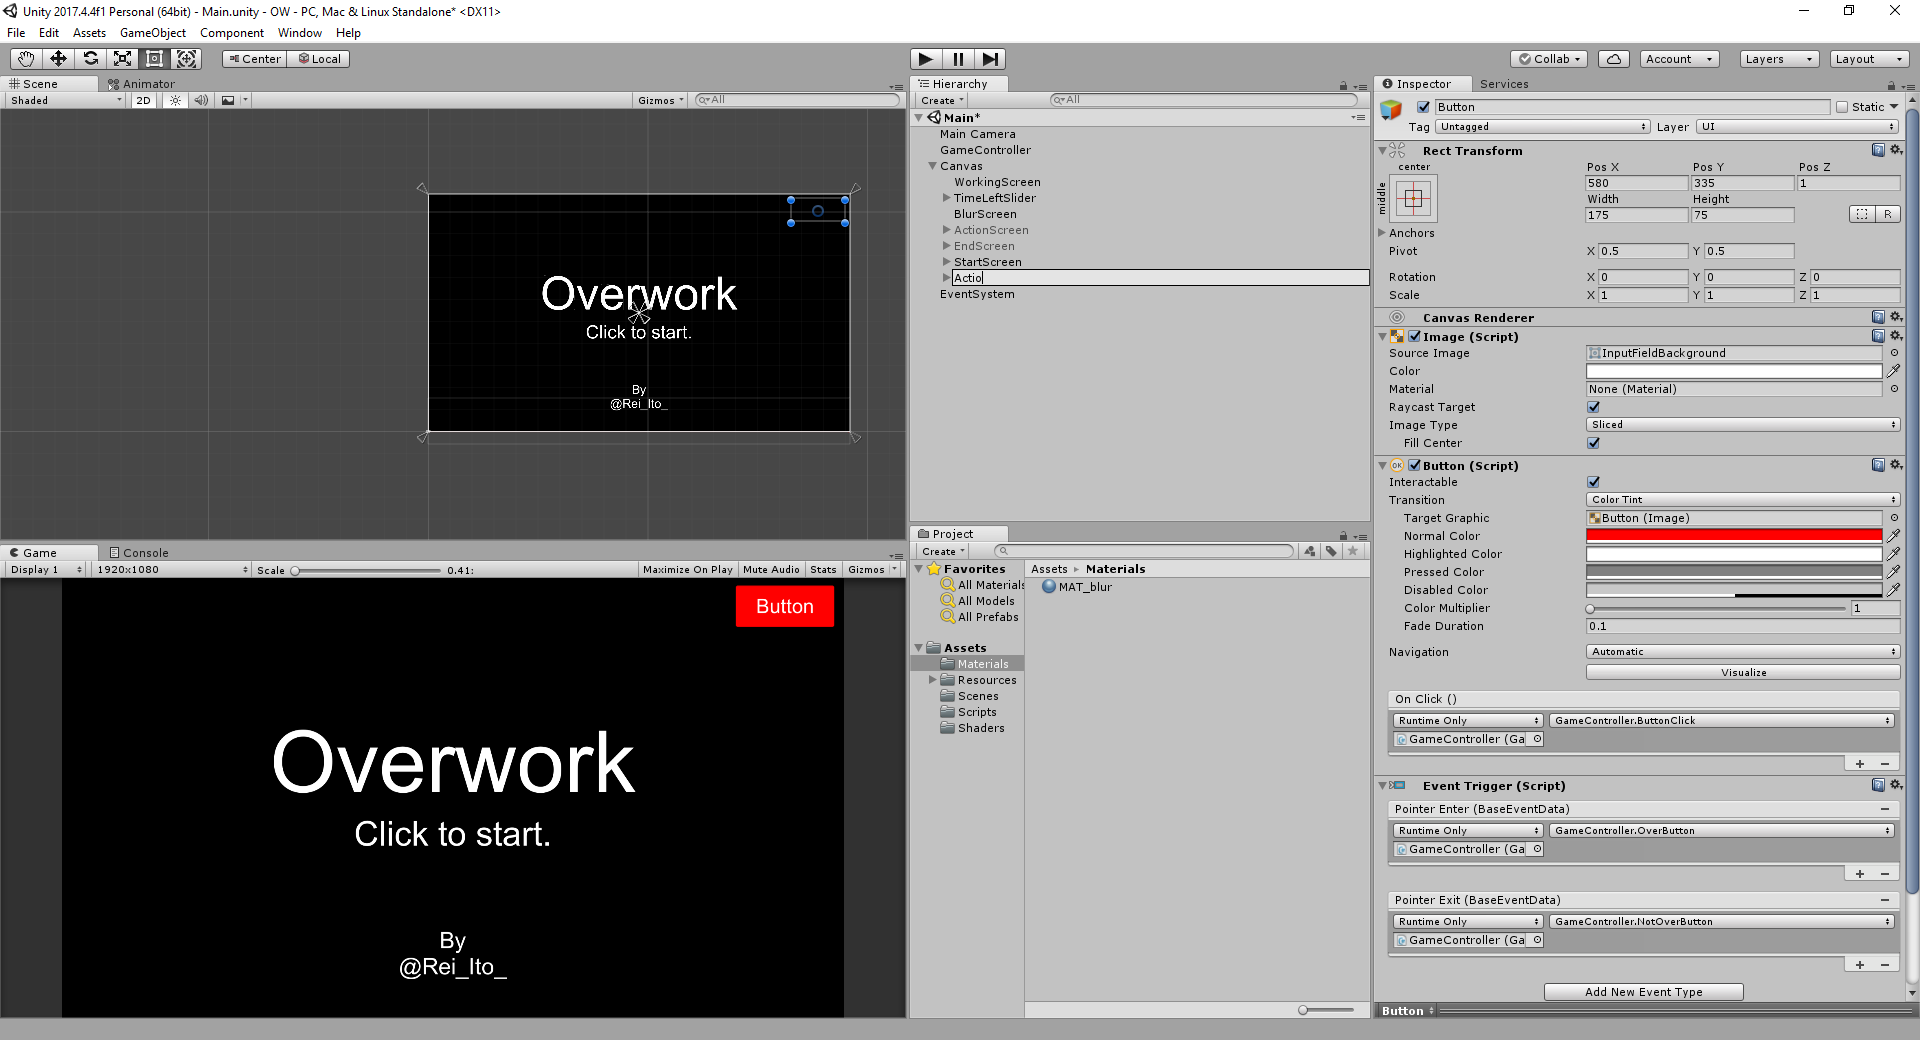 Unity 2017.4.4f1 Personal (64bit) - Main.unity - OW - PC, Mac & Linux Standalone* <DX11>
File Edit Assets GameObject Component Window Help
Center Local
Collab Account Layers Layout
Scene Animator
Shaded 2D Gizmos All
Overwork
Click to start.
By
@Rei_Ito_
Game Console
Display 1 1920x1080 Scale 0.41: Maximize On Play Mute Audio Stats Gizmos
Button
Overwork
Click to start.
By
@Rei_Ito_
Hierarchy
Create All
Main*
Main Camera
GameController
Canvas
WorkingScreen
TimeLeftSlider
BlurScreen
ActionScreen
EndScreen
StartScreen
Actio
EventSystem
Project
Create
Favorites
All Materials
All Models
All Prefabs
Assets
Materials
Resources
Scenes
Scripts
Shaders
Assets Materials
MAT_blur
Inspector Services
Button Static
Tag Untagged Layer UI
Rect Transform
center Pos X Pos Y Pos Z
middle 580 335 1
Width Height
175 75 R
Anchors
Pivot X 0.5 Y 0.5
Rotation X 0 Y 0 Z 0
Scale X 1 Y 1 Z 1
Canvas Renderer
Image (Script)
Source Image InputFieldBackground
Color
Material None (Material)
Raycast Target
Image Type Sliced
Fill Center
OK Button (Script)
Interactable
Transition Color Tint
Target Graphic Button (Image)
Normal Color
Highlighted Color
Pressed Color
Disabled Color
Color Multiplier 1
Fade Duration 0.1
Navigation Automatic
Visualize
On Click ()
Runtime Only GameController.ButtonClick
GameController (Ga
+ −
Event Trigger (Script)
Pointer Enter (BaseEventData) −
Runtime Only GameController.OverButton
GameController (Ga
+ −
Pointer Exit (BaseEventData) −
Runtime Only GameController.NotOverButton
GameController (Ga
+ −
Add New Event Type
Button